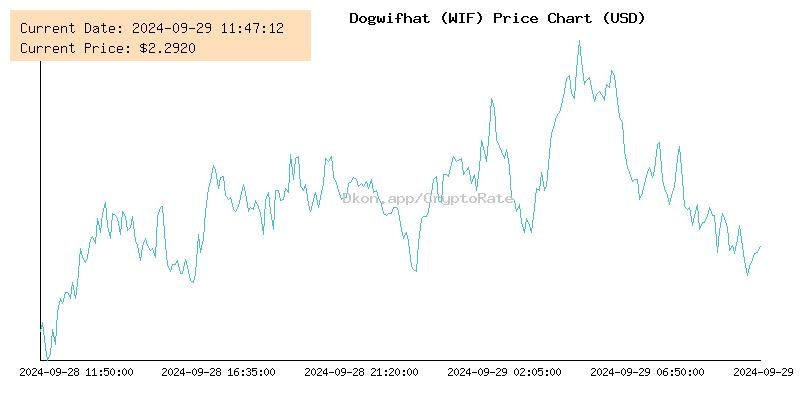 Dogwifhat (WIF) Price Chart (USD)
Current Date: 2024-09-29 11:47:12
Current Price: $2.2920
Dkon.app/CryptoRate
2024-09-28 11:50:00 2024-09-28 16:35:00 2024-09-28 21:20:00 2024-09-29 02:05:00 2024-09-29 06:50:00 2024-09-29